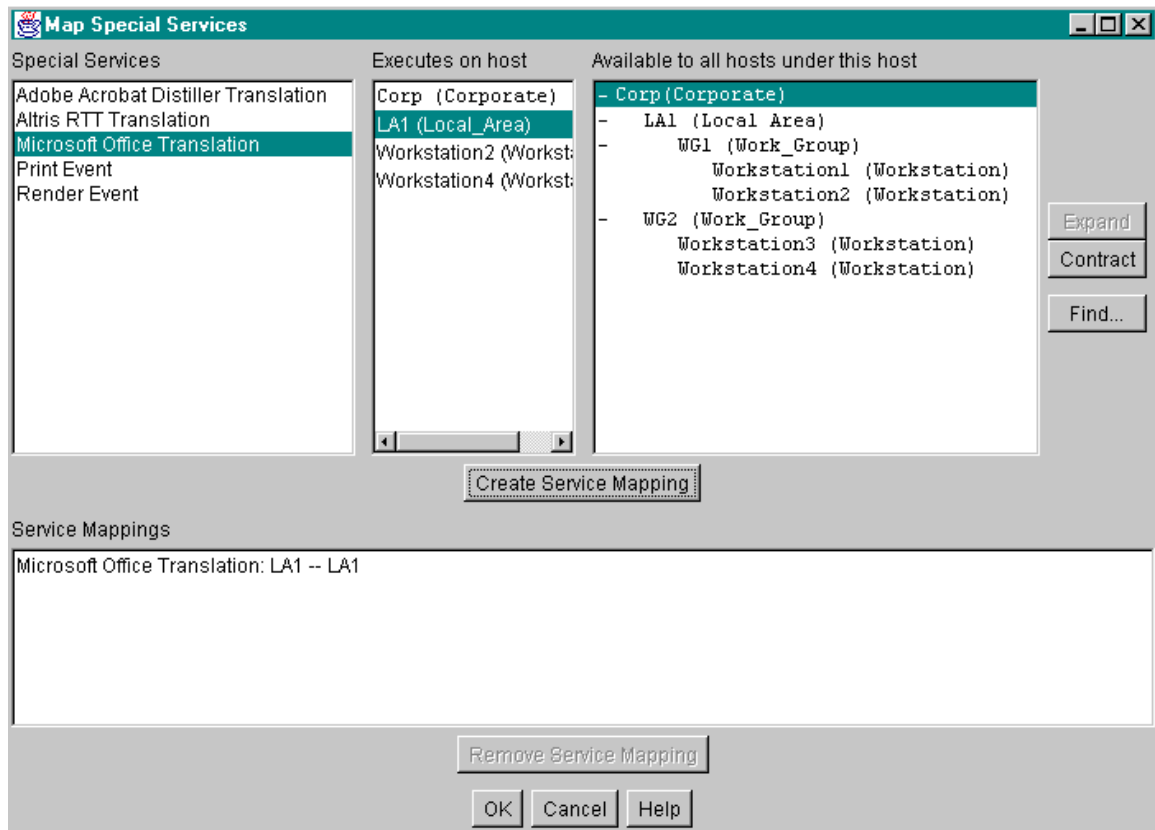 Map Special Services
Special Services
Executes on host
Available to all hosts under this host
Adobe Acrobat Distiller Translation
Altris RTT Translation
Microsoft Office Translation
Print Event
Render Event
Corp (Corporate)
LA1 (Local_Area)
Workstation2 (Worksta
Workstation4 (Worksta
- Corp(Corporate)
- LA1 (Local Area)
- WG1 (Work_Group)
Workstation1 (Workstation)
Workstation2 (Workstation)
- WG2 (Work_Group)
Workstation3 (Workstation)
Workstation4 (Workstation)
Expand
Contract
Find...
Create Service Mapping
Service Mappings
Microsoft Office Translation: LA1 -- LA1
Remove Service Mapping
OK Cancel Help